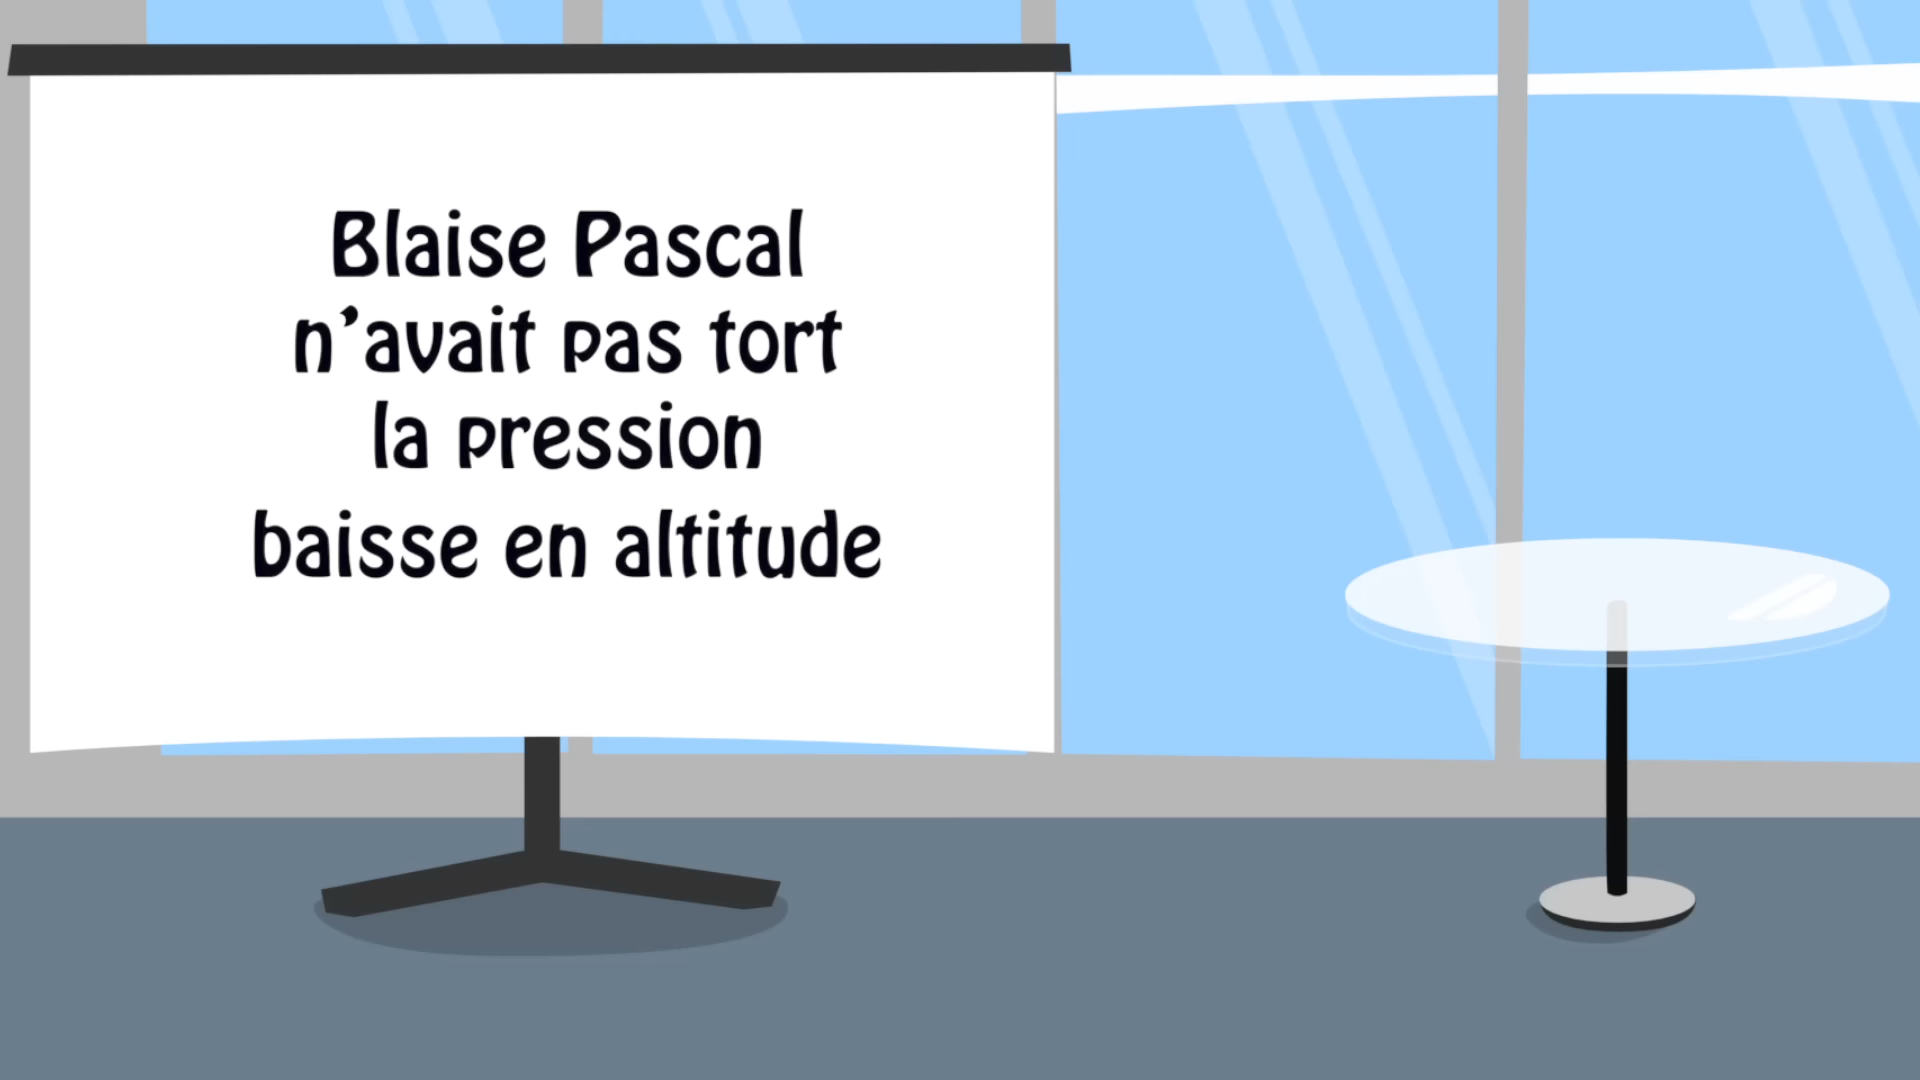 Blaise Pascal
n’avait pas tort
la pression
baisse en altitude